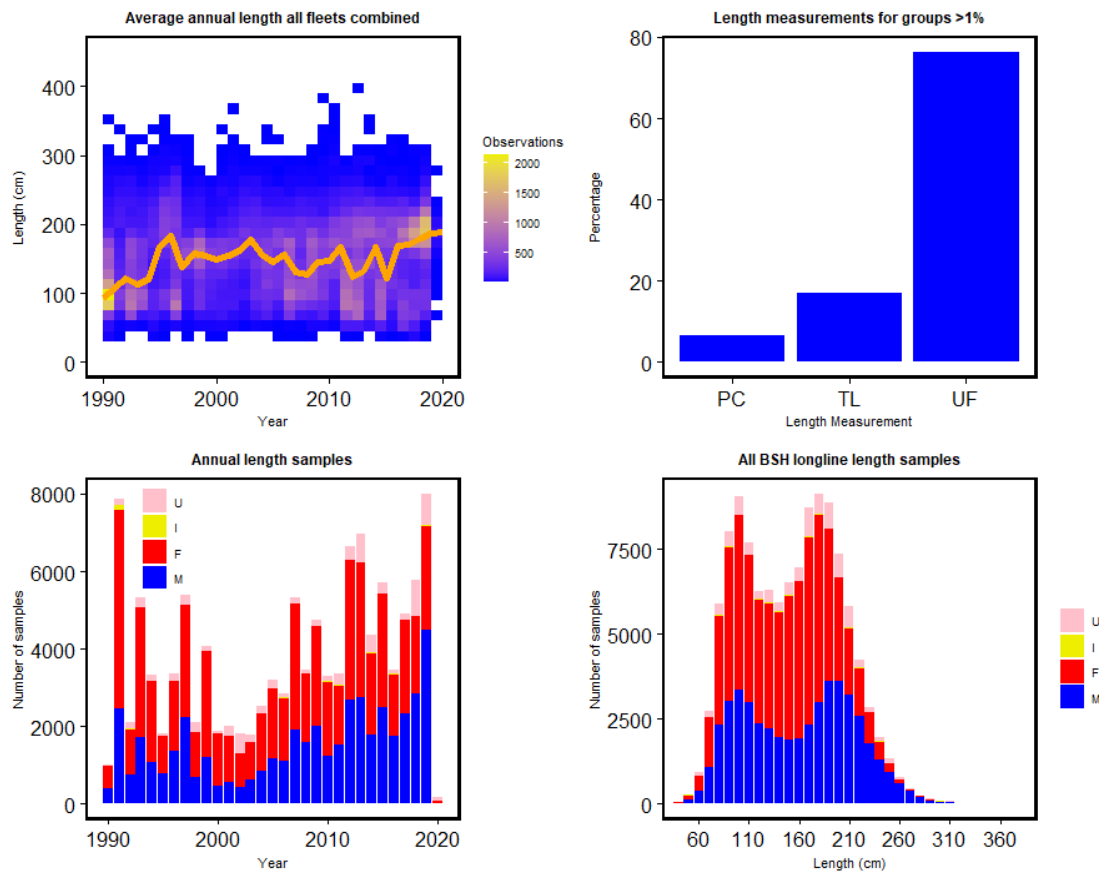 Average annual length all fleets combined
Length (cm)
400
300
200
100
0
1990 2000 2010 2020
Year
Observations
2000
1500
1000
500
Length measurements for groups >1%
Percentage
80
60
40
20
0
PC TL UF
Length Measurement
Annual length samples
Number of samples
8000
6000
4000
2000
0
U
I
F
M
1990 2000 2010 2020
Year
All BSH longline length samples
Number of samples
7500
5000
2500
0
60 110 160 210 260 310 360
Length (cm)
U
I
F
M